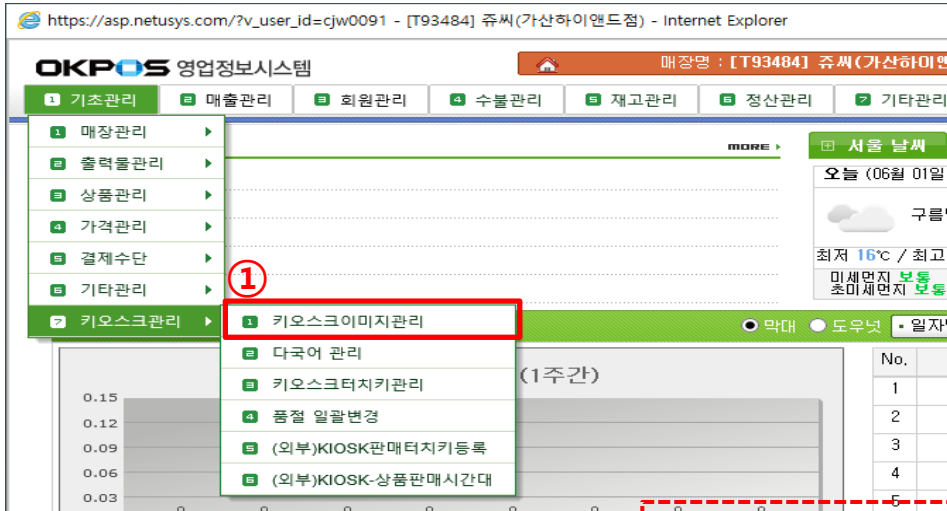 https://asp.netusys.com/?v_user_id=cjw0091 - [T93484] 쥬씨(가산하이앤드점) - Internet Explorer
OKPOS 영업정보시스템
매장명 : [T93484] 쥬씨(가산하이앤
1 기초관리 2 매출관리 3 회원관리 4 수불관리 5 재고관리 6 정산관리 7 기타관리
1 매장관리
2 출력물관리
3 상품관리
4 가격관리
5 결제수단
6 기타관리
7 키오스크관리
①
1 키오스크이미지관리
2 다국어 관리
3 키오스크터치키관리
4 품절 일괄변경
5 (외부)KIOSK판매터치키등록
6 (외부)KIOSK-상품판매시간대
MORE
서울 날씨
오늘 (06월 01일
구름
최저 16℃ / 최고
미세먼지 보통
초미세먼지 보통
막대 도우넛 일자
(1주간)
0.15
0.12
0.09
0.06
0.03
0 0 0 0 0 0 0 0
No.
1
2
3
4
5